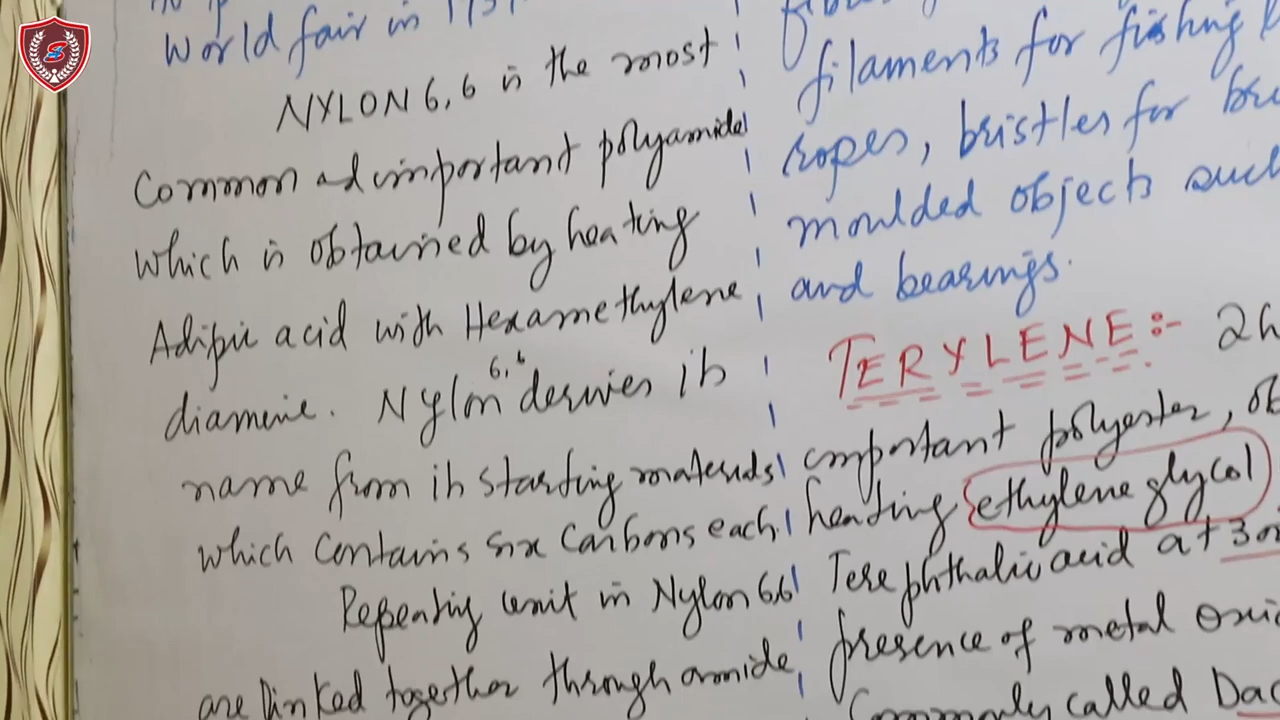 World fair in
NYLON 6,6 is the most
Common and important polyamide
which is obtained by heating
Adipic acid with Hexamethylene
diamine. Nylon 6,6 derives its
name from its starting materials
which contains six Carbons each.
Repeating unit in Nylon 66
are linked together through amide
filaments for fishing
ropes, bristles for
moulded objects such
and bearings.
TERYLENE:-
important polyester,
heating ethylene glycol
Terephthalic acid at
presence of metal
Commonly called